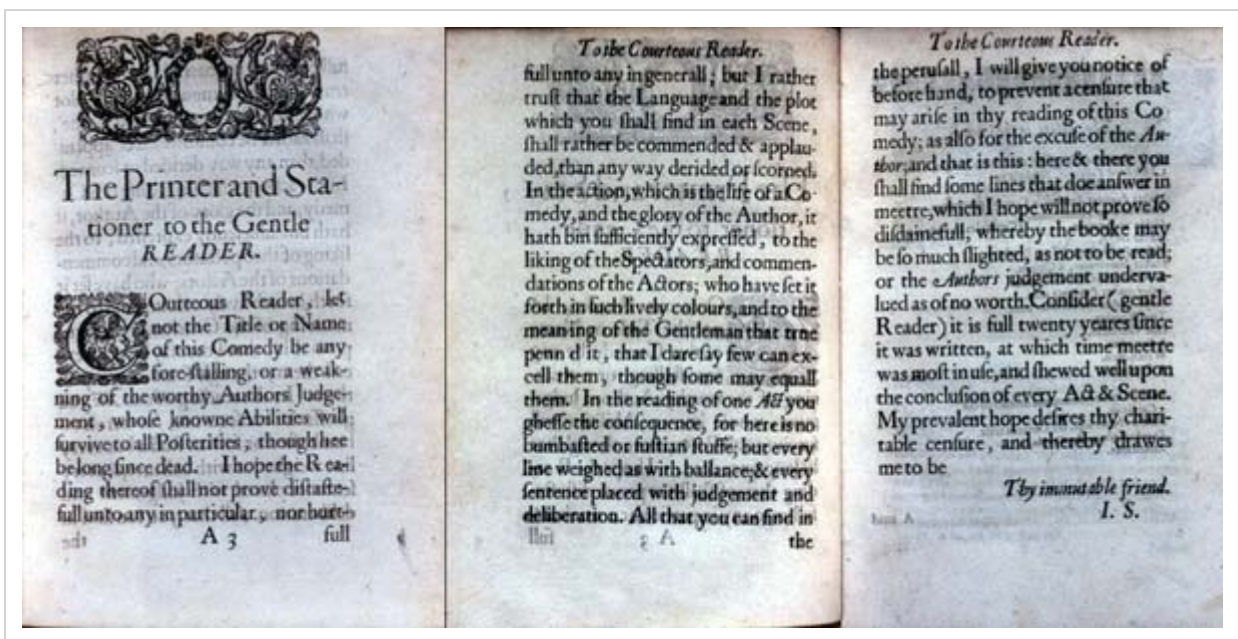 The Printer and Sta-
tioner to the Gentle
READER.
COurteous Reader, let
not the Title or Name
of this Comedy be any
fore-ſtalling, or a weak-
ning of the worthy Authors Judge-
ment, whoſe knowne Abilities will
ſurvive to all Poſterities, though hee
be long ſince dead. I hope the Rea-
ding thereof ſhall not prove diſtaſte-
full unto any in particular, nor hurt-
A 3 full
To the Courteous Reader.
full unto any in generall; but I rather
truſt that the Language and the plot
which you ſhall find in each Scene,
ſhall rather be commended & applau-
ded, than any way derided or ſcorned.
In the action, which is the life of a Co-
medy, and the glory of the Author, it
hath bin ſufficiently expreſſed, to the
liking of the Spectators, and commen-
dations of the Actors; who have ſet it
forth in ſuch lively colours, and to the
meaning of the Gentleman that true
penn d it, that I dare ſay few can ex-
cell them, though ſome may equall
them. In the reading of one Act you
gheſſe the conſequence, for here is no
bumbaſted or fuſtian ſtuffe; but every
line weighed as with ballance, & every
ſentence placed with judgement and
deliberation. All that you can find in
the
To the Courteous Reader.
the peruſall, I will give you notice of
before hand, to prevent a cenſure that
may ariſe in thy reading of this Co
medy; as alſo for the excuſe of the Au-
thor; and that is this: here & there you
ſhall find ſome lines that doe anſwer in
meetre, which I hope will not prove ſo
diſdainefull, whereby the booke may
be ſo much ſlighted, as not to be read;
or the Authors judgement underva-
lued as of no worth. Conſider (gentle
Reader) it is full twenty yeares ſince
it was written, at which time meetre
was moſt in uſe, and ſhewed well upon
the concluſion of every Act & Scene.
My prevalent hope deſires thy chari-
table cenſure, and thereby drawes
me to be
Thy immutable friend.
I. S.